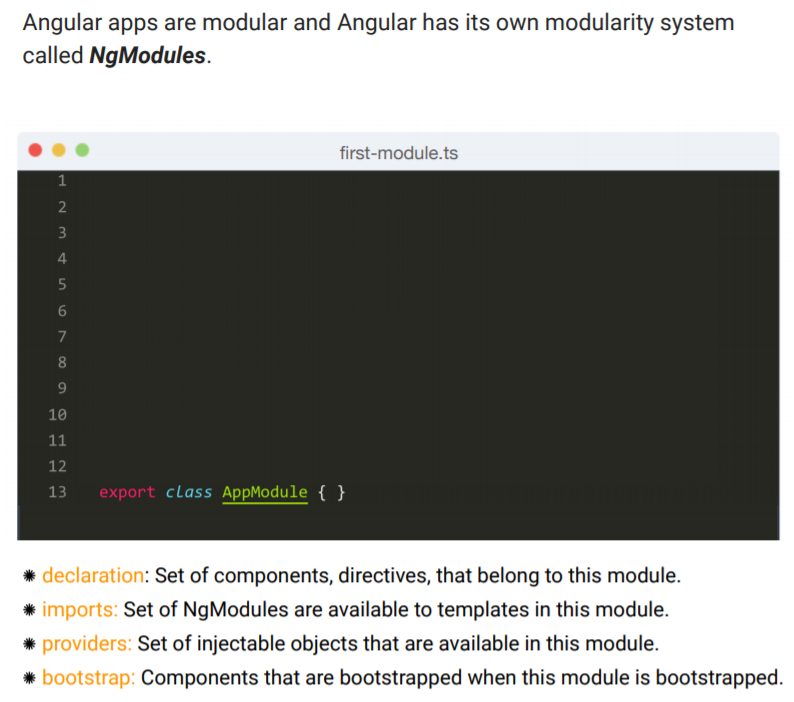 Angular apps are modular and Angular has its own modularity system
called NgModules.
first-module.ts
1
2
3
4
5
6
7
8
9
10
11
12
13 export class AppModule { }
✹ declaration: Set of components, directives, that belong to this module.
✹ imports: Set of NgModules are available to templates in this module.
✹ providers: Set of injectable objects that are available in this module.
✹ bootstrap: Components that are bootstrapped when this module is bootstrapped.